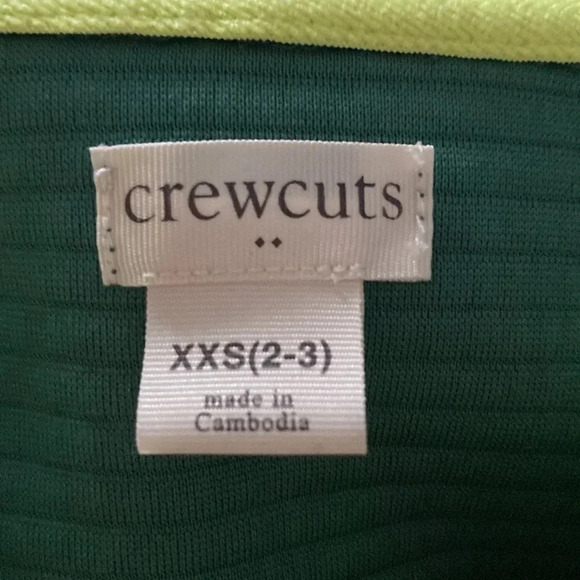 crewcuts
XXS(2-3)
made in
Cambodia